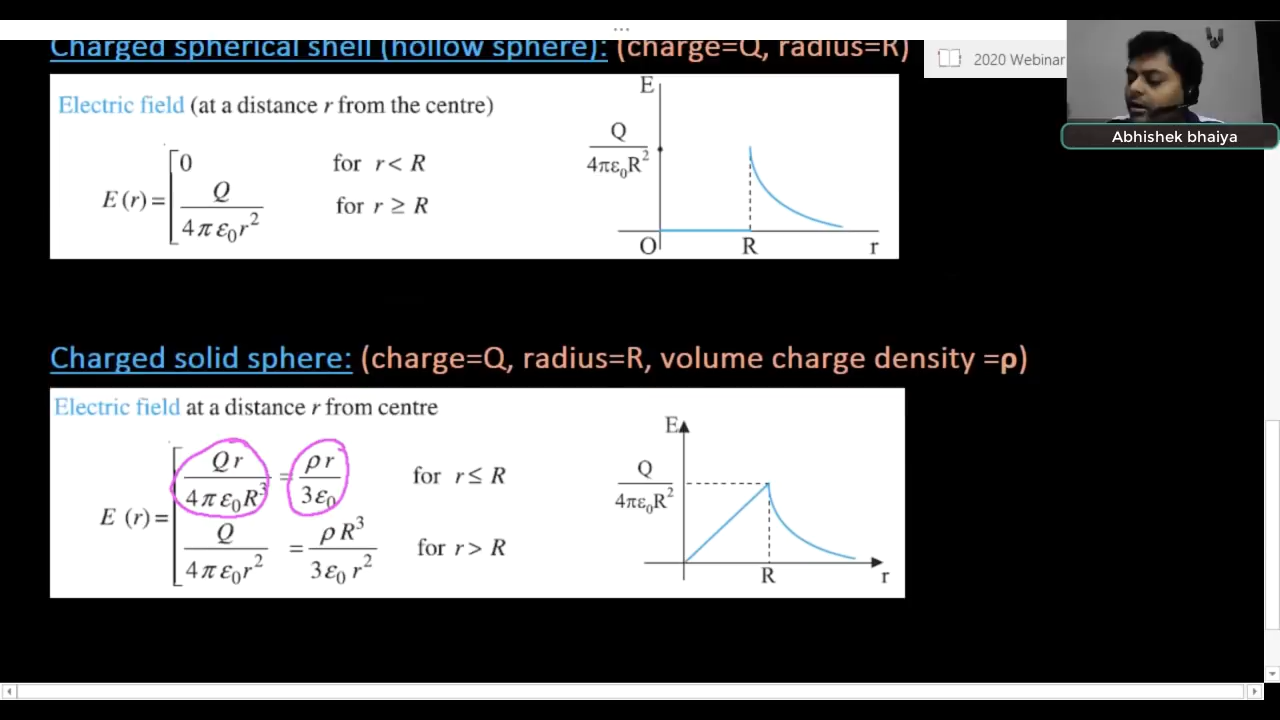 ...
Charged spherical shell (hollow sphere): (charge=Q, radius=R)
2020 Webinar
Abhishek bhaiya
Electric field (at a distance r from the centre)
E (r) = [ 0 for r < R
Q / 4πε₀r² for r ≥ R
E
Q / 4πε₀R²
O R r
Charged solid sphere: (charge=Q, radius=R, volume charge density =ρ)
Electric field at a distance r from centre
E (r) = [ Qr / 4πε₀R³ = ρr / 3ε₀ for r ≤ R
Q / 4πε₀r² = ρR³ / 3ε₀r² for r > R
E
Q / 4πε₀R²
R r